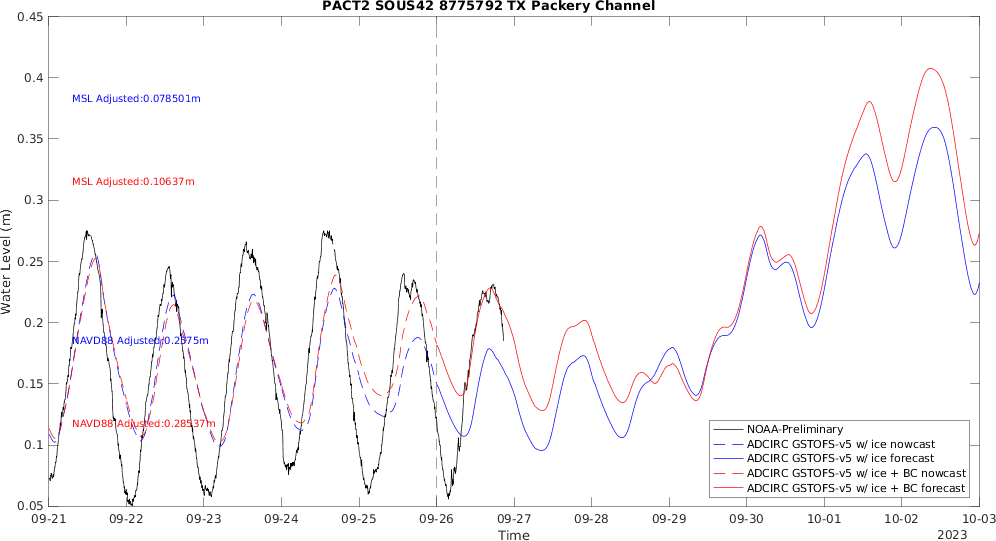 PACT2 SOUS42 8775792 TX Packery Channel
0.45
0.4
0.35
0.3
0.25
0.2
0.15
0.1
0.05
Water Level (m)
MSL Adjusted:0.078501m
MSL Adjusted:0.10637m
NAVD88 Adjusted:0.2575m
NAVD88 Adjusted:0.28537m
NOAA-Preliminary
ADCIRC GSTOFS-v5 w/ ice nowcast
ADCIRC GSTOFS-v5 w/ ice forecast
ADCIRC GSTOFS-v5 w/ ice + BC nowcast
ADCIRC GSTOFS-v5 w/ ice + BC forecast
09-21 09-22 09-23 09-24 09-25 09-26 09-27 09-28 09-29 09-30 10-01 10-02 10-03
Time
2023